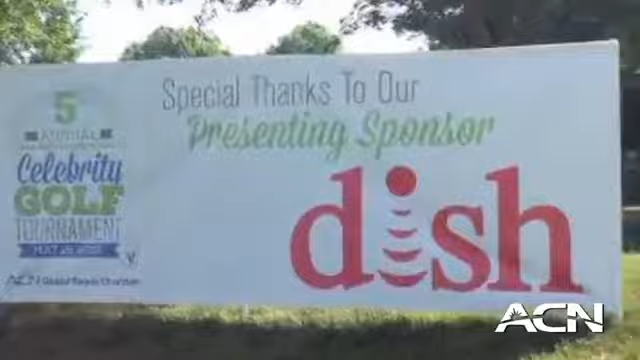 Special Thanks To Our
Presenting Sponsor
dish
5
ANNUAL
Celebrity
GOLF
TOURNAMENT
ACN